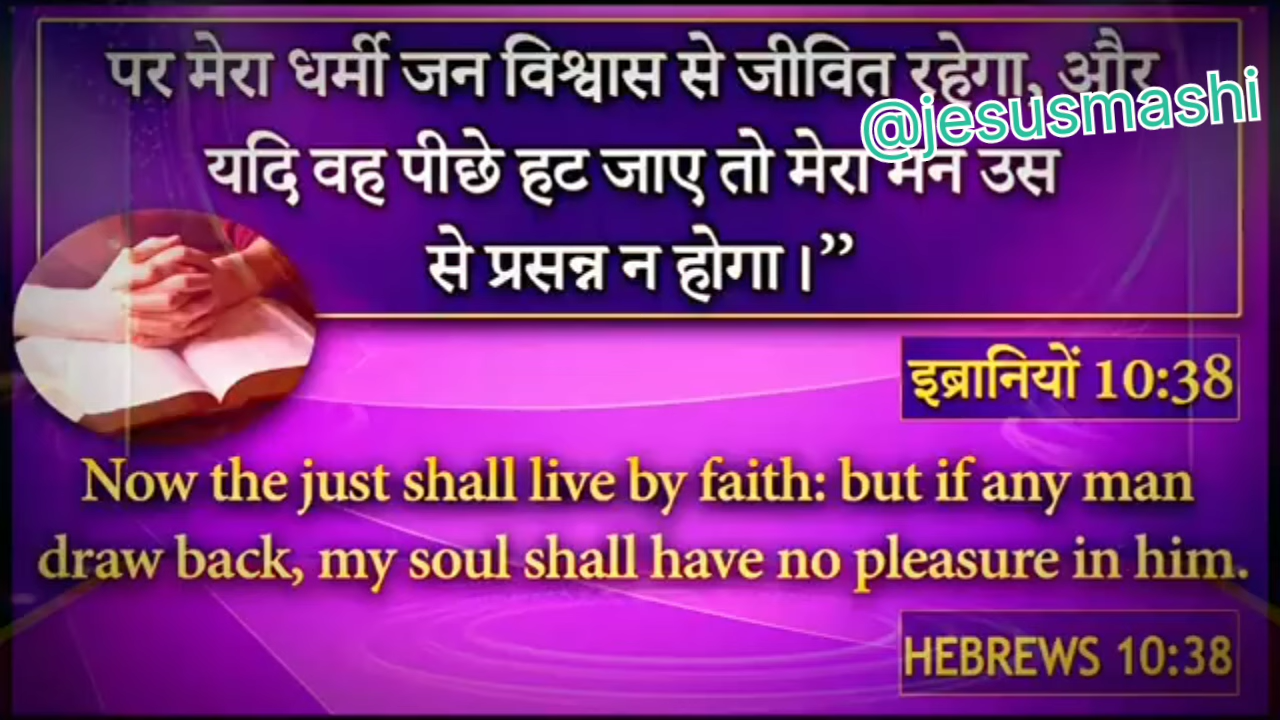 पर मेरा धर्मी जन विश्वास से जीवित रहेगा, और
@jesusmashi
यदि वह पीछे हट जाए तो मेरा मन उस
से प्रसन्न न होगा।”
इब्रानियों 10:38
Now the just shall live by faith: but if any man
draw back, my soul shall have no pleasure in him.
HEBREWS 10:38